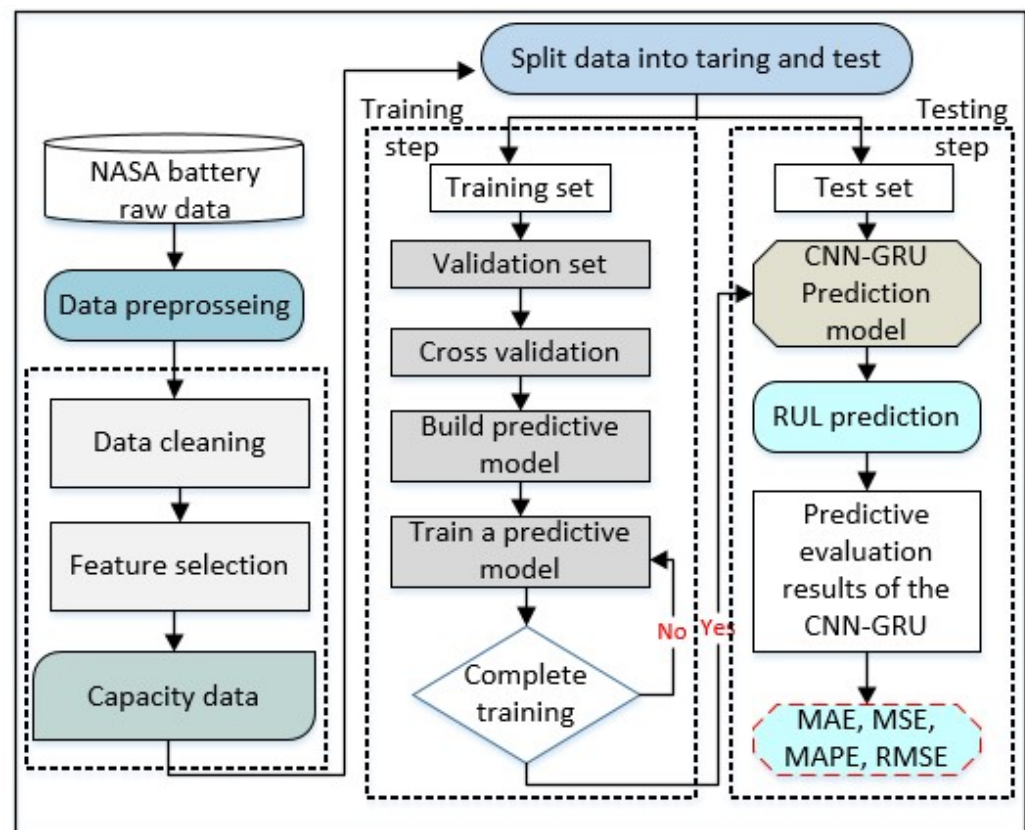 NASA battery
raw data
Data preprosseing
Data cleaning
Feature selection
Capacity data
Split data into taring and test
Training
step
Training set
Validation set
Cross validation
Build predictive
model
Train a predictive
model
Complete
training
No
Yes
Testing
step
Test set
CNN-GRU
Prediction
model
RUL prediction
Predictive
evaluation
results of the
CNN-GRU
MAE, MSE,
MAPE, RMSE